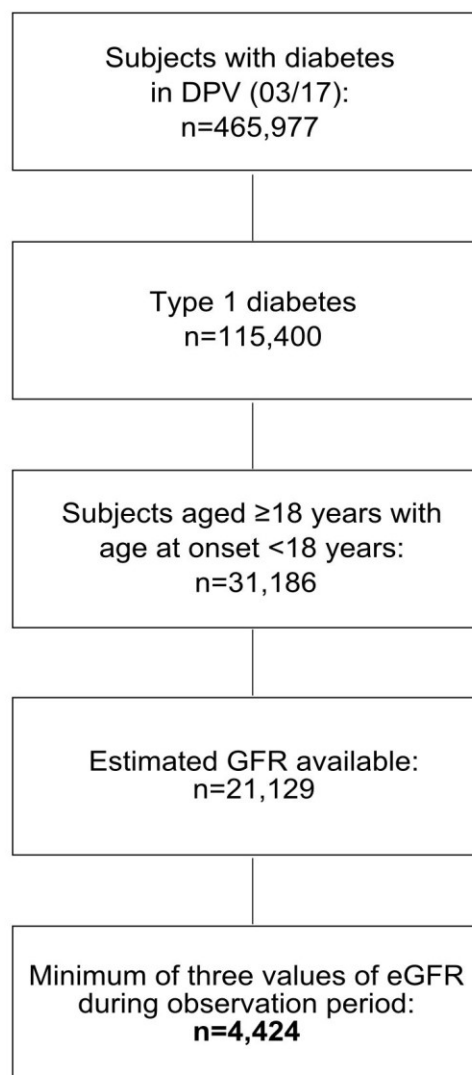 Subjects with diabetes
in DPV (03/17):
n=465,977
Type 1 diabetes
n=115,400
Subjects aged ≥18 years with
age at onset <18 years:
n=31,186
Estimated GFR available:
n=21,129
Minimum of three values of eGFR
during observation period:
n=4,424